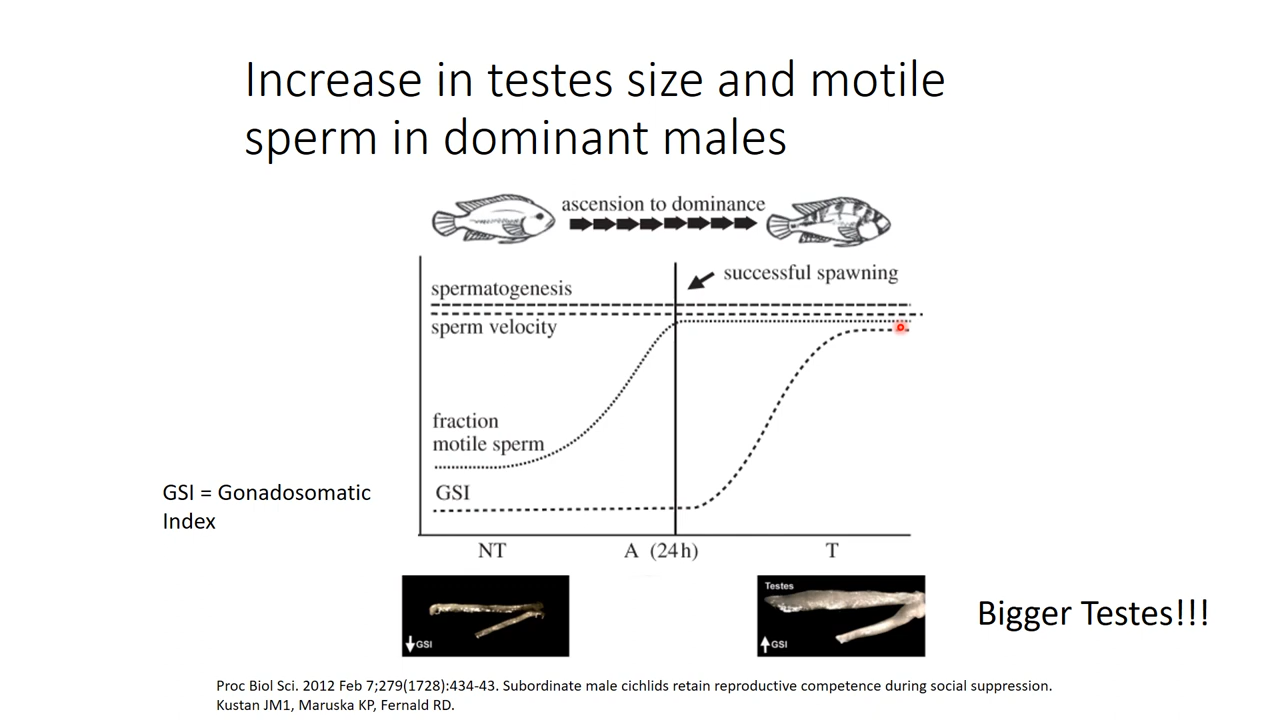 Increase in testes size and motile
sperm in dominant males
ascension to dominance
successful spawning
spermatogenesis
sperm velocity
fraction
motile sperm
GSI
GSI = Gonadosomatic
Index
NT
A (24 h)
T
GSI
Testes
GSI
Bigger Testes!!!
Proc Biol Sci. 2012 Feb 7;279(1728):434-43. Subordinate male cichlids retain reproductive competence during social suppression.
Kustan JM1, Maruska KP, Fernald RD.